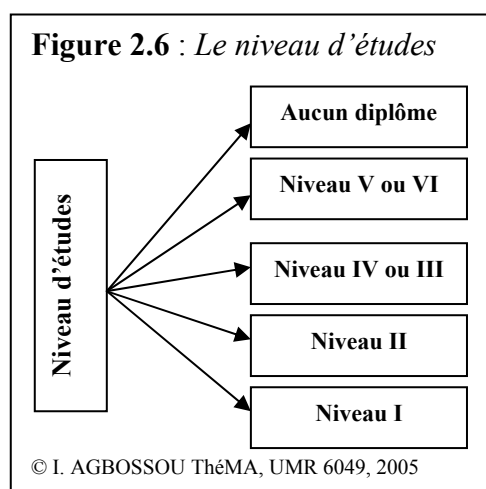 Figure 2.6 : Le niveau d'études
Niveau d'études
Aucun diplôme
Niveau V ou VI
Niveau IV ou III
Niveau II
Niveau I
© I. AGBOSSOU ThéMA, UMR 6049, 2005